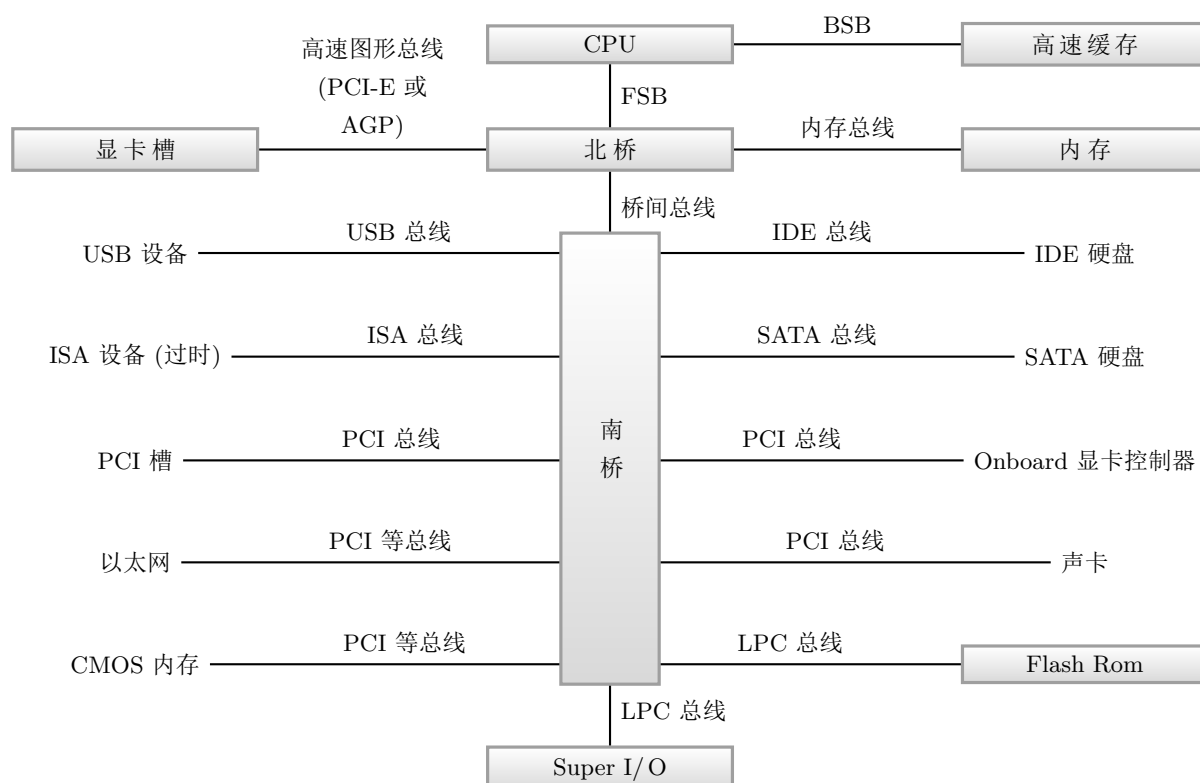 BSB
CPU
高速缓存
高速图形总线
(PCI-E 或
AGP)
FSB
内存总线
显卡槽
北桥
内存
桥间总线
USB 总线
IDE 总线
USB 设备
IDE 硬盘
ISA 总线
SATA 总线
ISA 设备 (过时)
SATA 硬盘
南
桥
PCI 总线
PCI 总线
PCI 槽
Onboard 显卡控制器
PCI 等总线
PCI 总线
以太网
声卡
PCI 等总线
LPC 总线
CMOS 内存
Flash Rom
LPC 总线
Super I/O